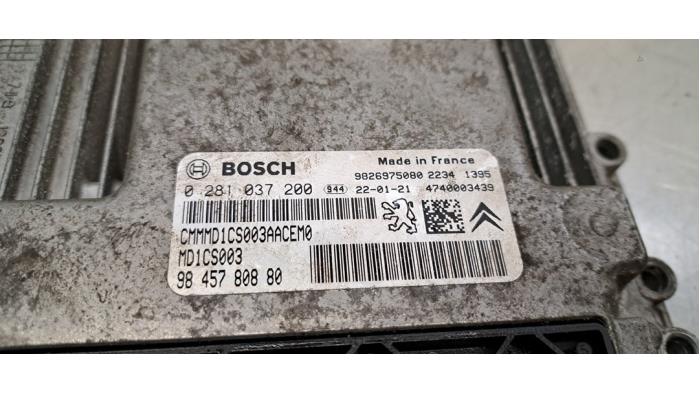 BOSCH
Made in France
9826975080 2234 1395
0 281 037 200 944 22-01-21 4740003439
CMMMD1CS003AACEM0
MD1CS003
98 457 808 80